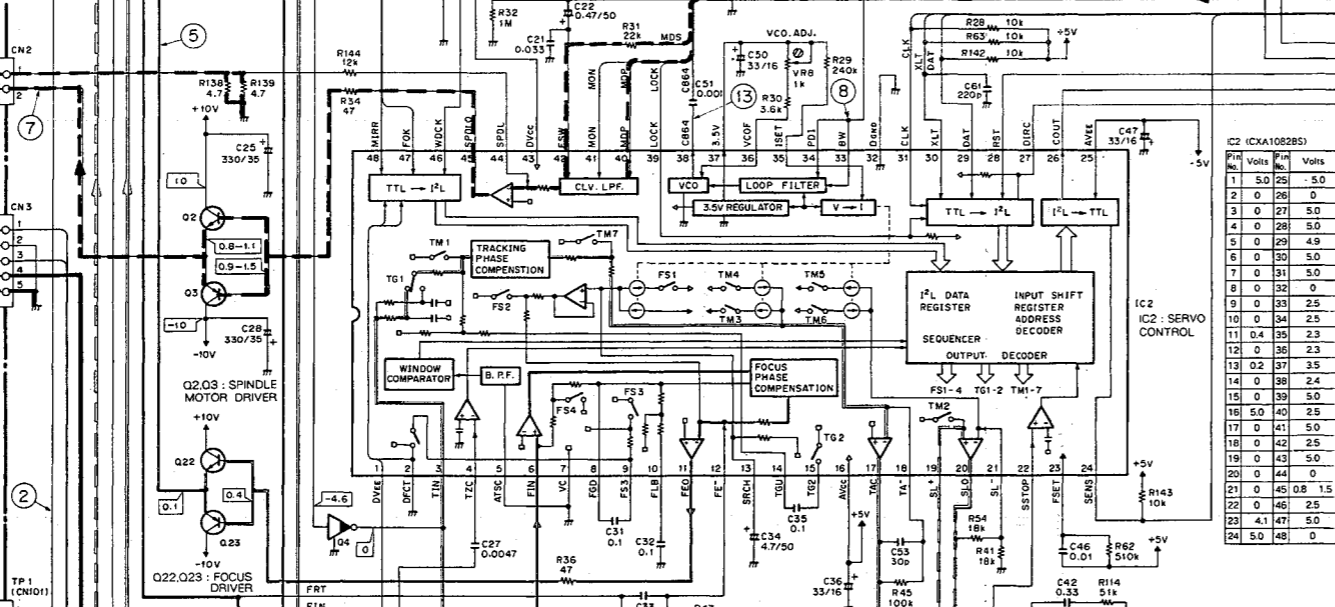 R32
1M
C22
0.47/50
C21
0.033
R31
22k
MDS
C50
33/16
VCO. ADJ.
VR8
1k
R29
240k
R28 10k
R63 10k
R142 10k
+5V
C61
220p
C51
0.001
R30
3.6k
CN2
1
2
R144
12k
R138
4.7
R139
4.7
R34
47
5
7
13
8
2
+10V
C25
330/35
CN3
1
2
3
4
5
10
Q2
0.8-1.1
0.9-1.5
Q3
-10
C28
330/35
-10V
Q2,Q3 : SPINDLE
MOTOR DRIVER
+10V
Q22
0.4
0.1
Q23
-10V
Q22,Q23 : FOCUS
DRIVER
TP1
(CN101)
MON
MDP
LOCK
C864
CLK
XLT
DAT
MIRR
FOK
WDCK
SPDLO
SPDL
DVcc
FSW
MON
MDP
LOCK
C864
3.5V
VCOF
ISET
PDI
BW
DGND
CLK
XLT
DAT
RST
DIRC
COUT
AVEE
C47
33/16
-5V
48 47 46 45 44 43 42 41 40 39 38 37 36 35 34 33 32 31 30 29 28 27 26 25
TTL → I²L
CLV. LPF.
VCO
LOOP FILTER
3.5V REGULATOR
V → I
TTL → I²L
I²L → TTL
TM1
TRACKING
PHASE
COMPENSTION
TM7
TG1
FS2
FS1
TM4
TM5
TM3
TM6
I²L DATA
REGISTER
INPUT SHIFT
REGISTER
ADDRESS
DECODER
SEQUENCER
OUTPUT DECODER
FS1-4 TG1-2 TM1-7
IC2
IC2 : SERVO
CONTROL
WINDOW
COMPARATOR
B.P.F.
FS4
FS3
FOCUS
PHASE
COMPENSATION
TG2
TM2
1 2 3 4 5 6 7 8 9 10 11 12 13 14 15 16 17 18 19 20 21 22 23 24
DVEE
DFCT
TIN
TZC
ATSC
FIN
VC
FGD
FS3
FLB
FEO
FE-
SRCH
TGU
TG2
AVcc
TAC
TA-
SL+
SLO
SL-
SSTOP
FSET
SENS
-4.6
Q4
0
C27
0.0047
C31
0.1
C32
0.1
R36
47
C34
4.7/50
C35
0.1
+5V
C36
33/16
C53
30p
R45
100k
R54
18k
R41
18k
C46
0.01
R62
510k
+5V
+5V
R143
10k
C42
0.33
R114
51k
FRT
FIN
C33
IC2 (CXA1082BS)
Pin No. Volts Pin No. Volts
1 5.0 25 -5.0
2 0 26 0
3 0 27 5.0
4 0 28 5.0
5 0 29 4.9
6 0 30 5.0
7 0 31 5.0
8 0 32 0
9 0 33 2.5
10 0 34 2.5
11 0.4 35 2.3
12 0 36 2.3
13 0.2 37 3.5
14 0 38 2.4
15 0 39 5.0
16 5.0 40 2.5
17 0 41 5.0
18 0 42 2.5
19 0 43 5.0
20 0 44 0
21 0 45 0.8 1.5
22 0 46 2.5
23 4.1 47 5.0
24 5.0 48 0